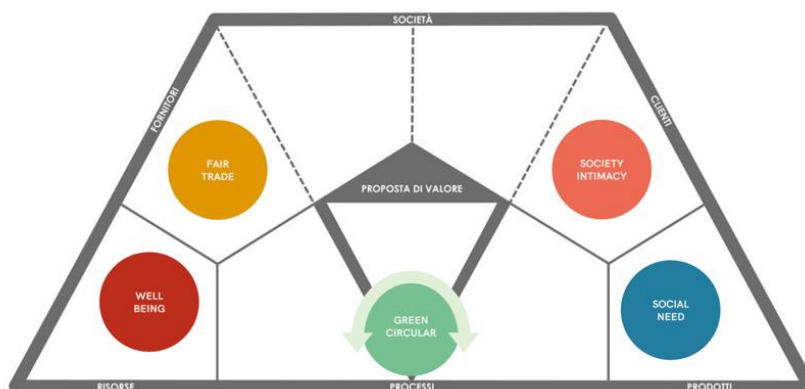 SOCIETÀ
FORNITORI
CLIENTI
FAIR
TRADE
SOCIETY
INTIMACY
PROPOSTA DI VALORE
WELL
BEING
GREEN
CIRCULAR
SOCIAL
NEED
RISORSE
PROCESSI
PRODOTTI